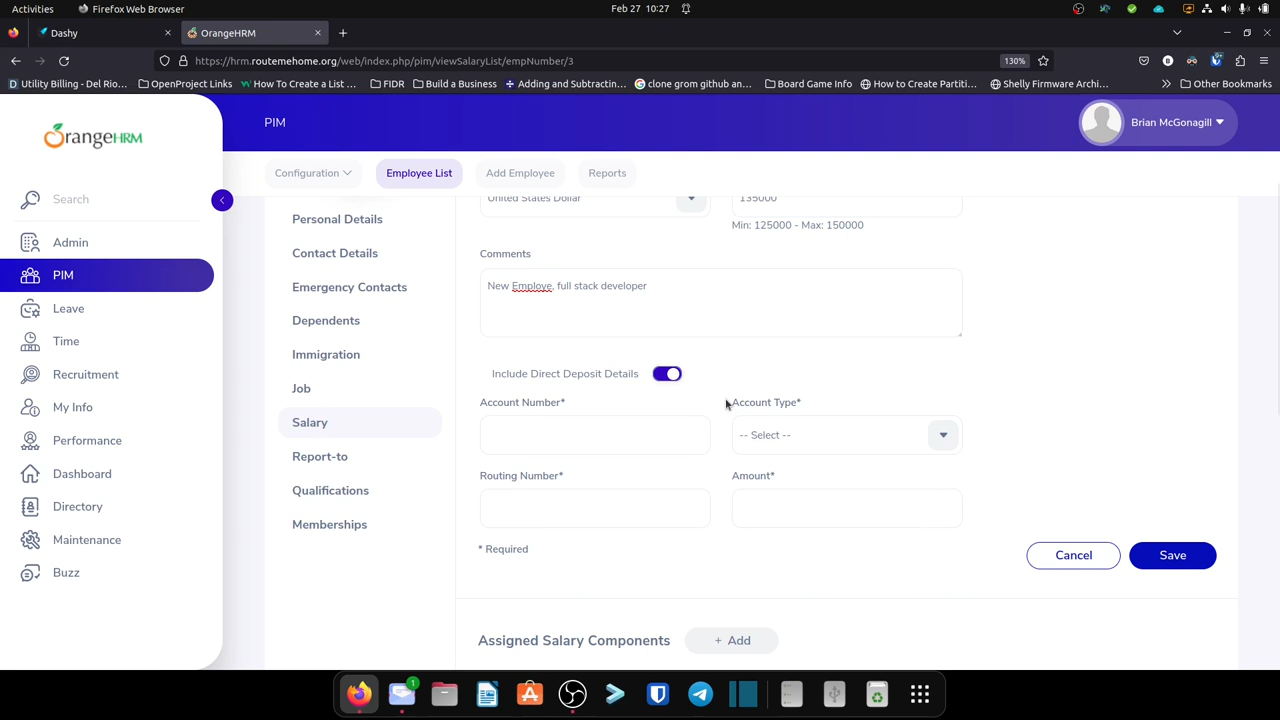 Activities
Firefox Web Browser
Feb 27 10:27
Dashy
OrangeHRM
https://hrm.routemehome.org/web/index.php/pim/viewSalaryList/empNumber/3
130%
Utility Billing - Del Rio...
OpenProject Links
How To Create a List ...
FIDR
Build a Business
Adding and Subtractin...
clone grom github an...
Board Game Info
How to Create Partiti...
Shelly Firmware Archi...
Other Bookmarks
OrangeHRM
PIM
Brian McGonagill
Search
Configuration
Employee List
Add Employee
Reports
Admin
PIM
Leave
Time
Recruitment
My Info
Performance
Dashboard
Directory
Maintenance
Buzz
Personal Details
Contact Details
Emergency Contacts
Dependents
Immigration
Job
Salary
Report-to
Qualifications
Memberships
United States Dollar
135000
Min: 125000 - Max: 150000
Comments
New Employe, full stack developer
Include Direct Deposit Details
Account Number*
Account Type*
-- Select --
Routing Number*
Amount*
* Required
Cancel
Save
Assigned Salary Components
+ Add
1